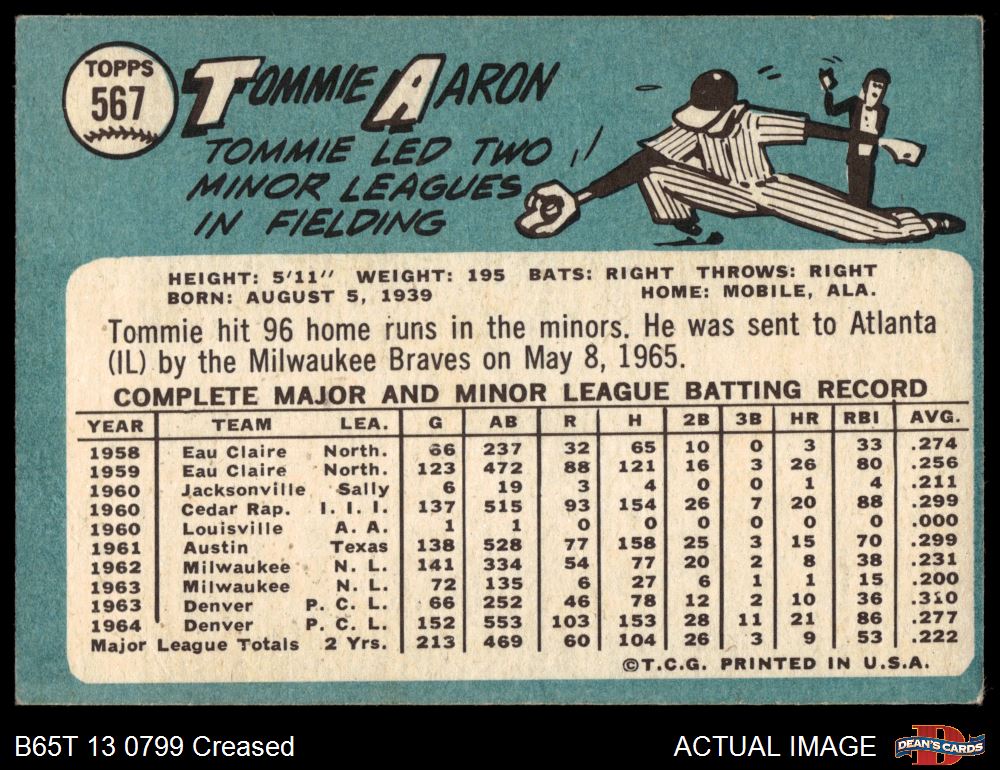 TOPPS
567
TOMMIE AARON
TOMMIE LED TWO
MINOR LEAGUES
IN FIELDING
HEIGHT: 5'11" WEIGHT: 195 BATS: RIGHT THROWS: RIGHT
BORN: AUGUST 5, 1939 HOME: MOBILE, ALA.
Tommie hit 96 home runs in the minors. He was sent to Atlanta
(IL) by the Milwaukee Braves on May 8, 1965.
COMPLETE MAJOR AND MINOR LEAGUE BATTING RECORD
YEAR TEAM LEA. G AB R H 2B 3B HR RBI AVG.
1958 Eau Claire North. 66 237 32 65 10 0 3 33 .274
1959 Eau Claire North. 123 472 88 121 16 3 26 80 .256
1960 Jacksonville Sally 6 19 3 4 0 0 1 4 .211
1960 Cedar Rap. I. I. I. 137 515 93 154 26 7 20 88 .299
1960 Louisville A. A. 1 1 0 0 0 0 0 0 .000
1961 Austin Texas 138 528 77 158 25 3 15 70 .299
1962 Milwaukee N. L. 141 334 54 77 20 2 8 38 .231
1963 Milwaukee N. L. 72 135 6 27 6 1 1 15 .200
1963 Denver P. C. L. 66 252 46 78 12 2 10 36 .310
1964 Denver P. C. L. 152 553 103 153 28 11 21 86 .277
Major League Totals 2 Yrs. 213 469 60 104 26 3 9 53 .222
©T.C.G. PRINTED IN U.S.A.
B65T 13 0799 Creased ACTUAL IMAGE
DEAN'S CARDS